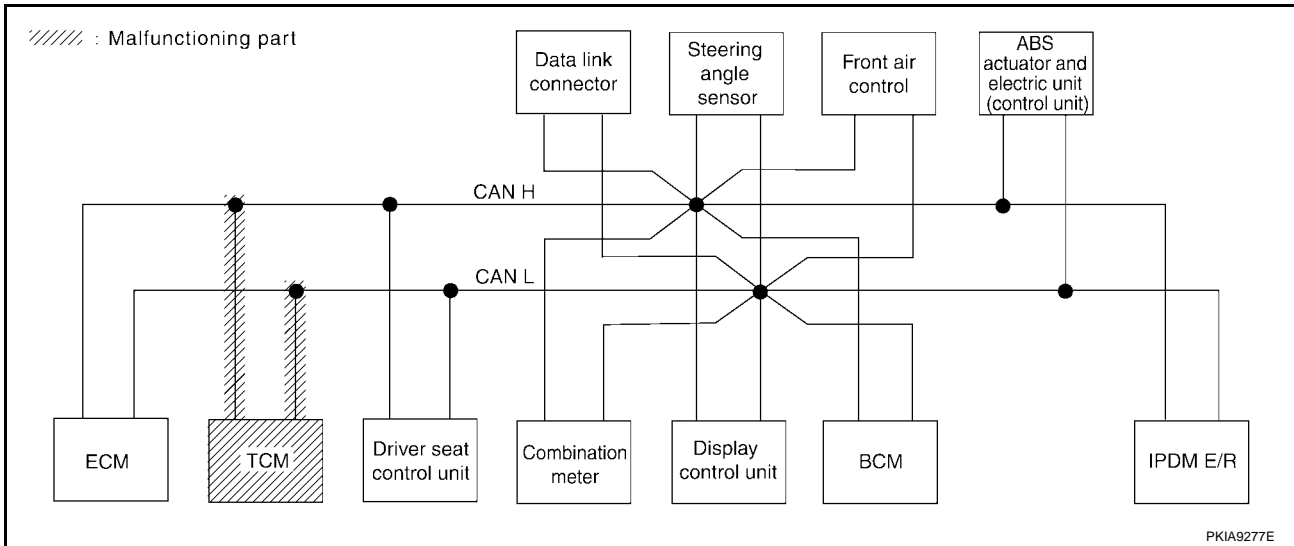 : Malfunctioning part
Data link
connector
Steering
angle
sensor
Front air
control
ABS
actuator and
electric unit
(control unit)
CAN H
CAN L
ECM
TCM
Driver seat
control unit
Combination
meter
Display
control unit
BCM
IPDM E/R
PKIA9277E